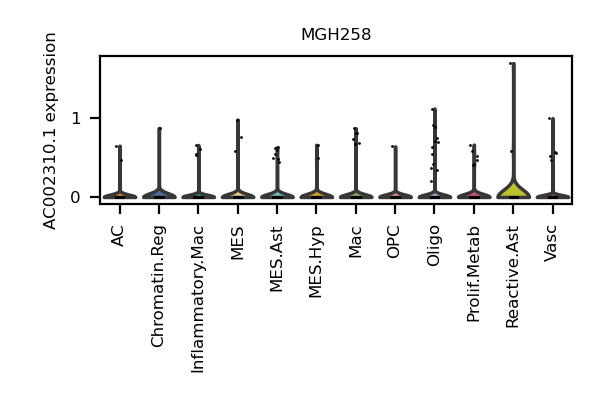 MGH258
AC002310.1 expression
1
0
AC
Chromatin.Reg
Inflammatory.Mac
MES
MES.Ast
MES.Hyp
Mac
OPC
Oligo
Prolif.Metab
Reactive.Ast
Vasc